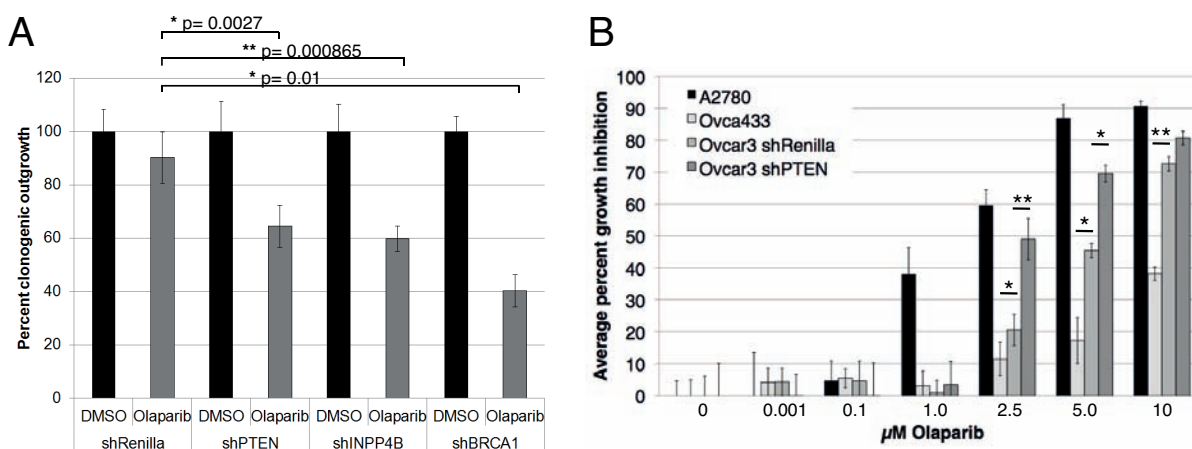 A
* p= 0.0027
** p= 0.000865
* p= 0.01
Percent clonogenic outgrowth
120
100
80
60
40
20
0
DMSO Olaparib DMSO Olaparib DMSO Olaparib DMSO Olaparib
shRenilla shPTEN shINPP4B shBRCA1
B
Average percent growth inhibition
100
90
80
70
60
50
40
30
20
10
0
A2780
Ovca433
Ovcar3 shRenilla
Ovcar3 shPTEN
* **
* *
** *
0 0.001 0.1 1.0 2.5 5.0 10
µM Olaparib